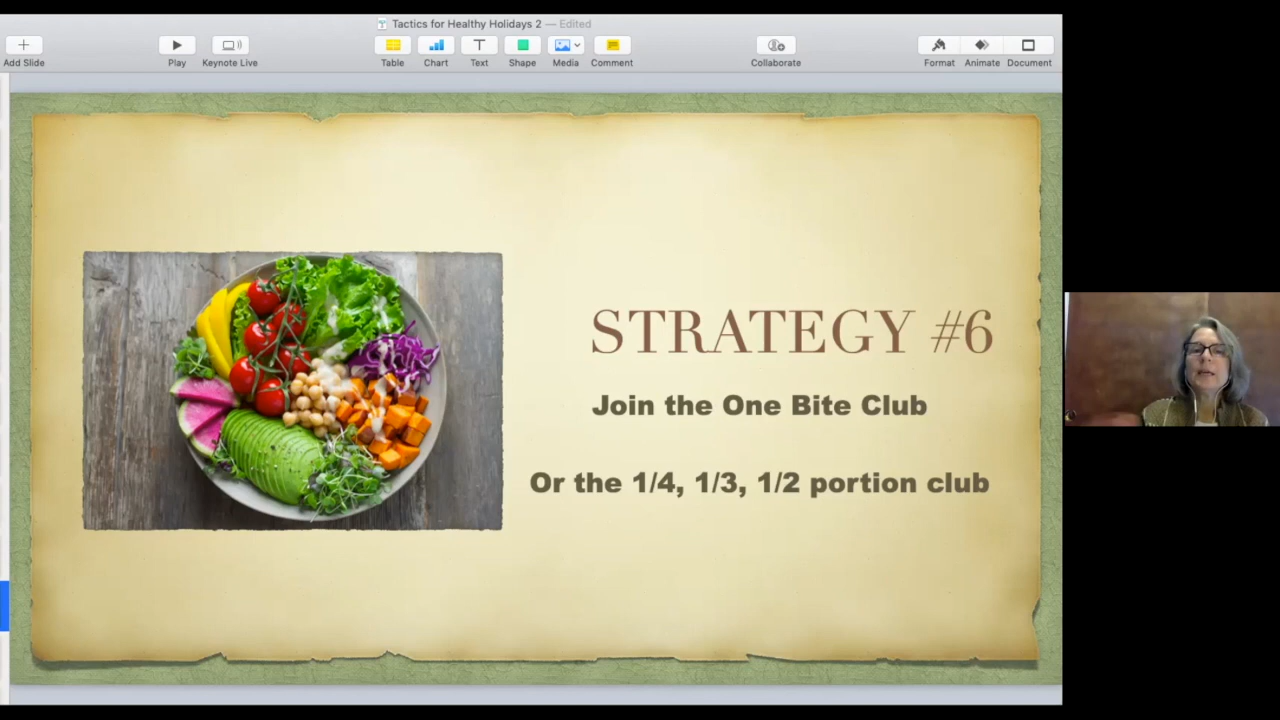 Tactics for Healthy Holidays 2 — Edited
Add Slide
Play
Keynote Live
Table
Chart
Text
Shape
Media
Comment
Collaborate
Format
Animate
Document
STRATEGY #6
Join the One Bite Club
Or the 1/4, 1/3, 1/2 portion club